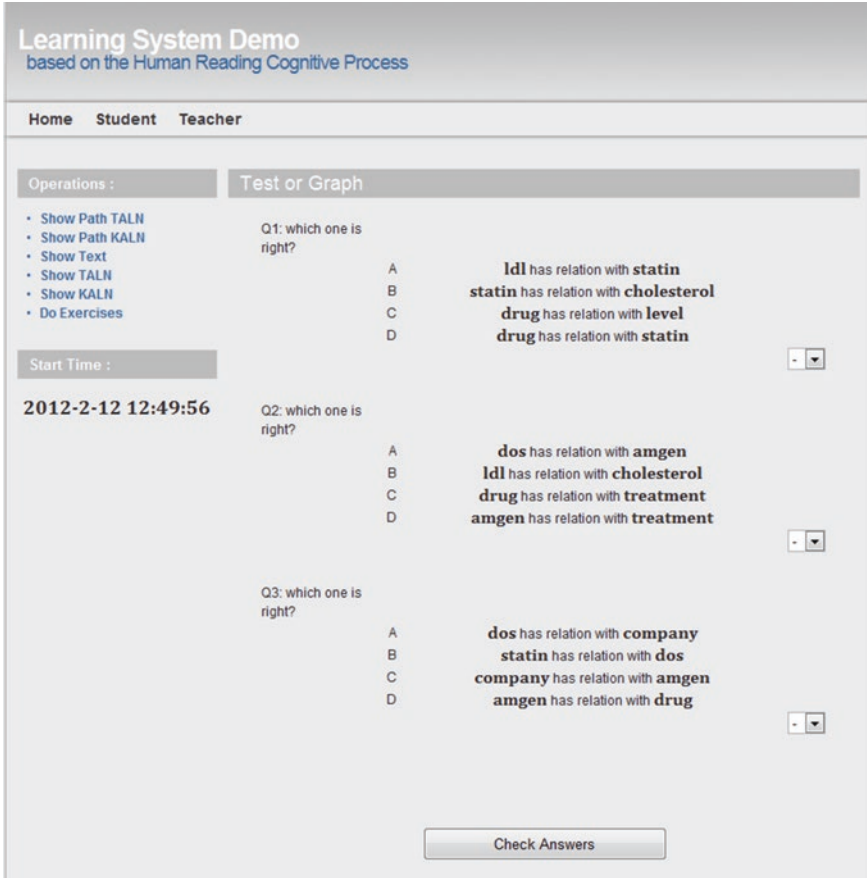 Learning System Demo
based on the Human Reading Cognitive Process
Home Student Teacher
Operations :
• Show Path TALN
• Show Path KALN
• Show Text
• Show TALN
• Show KALN
• Do Exercises
Start Time :
2012-2-12 12:49:56
Test or Graph
Q1: which one is
right?
A ldl has relation with statin
B statin has relation with cholesterol
C drug has relation with level
D drug has relation with statin
-
Q2: which one is
right?
A dos has relation with amgen
B ldl has relation with cholesterol
C drug has relation with treatment
D amgen has relation with treatment
-
Q3: which one is
right?
A dos has relation with company
B statin has relation with dos
C company has relation with amgen
D amgen has relation with drug
-
Check Answers